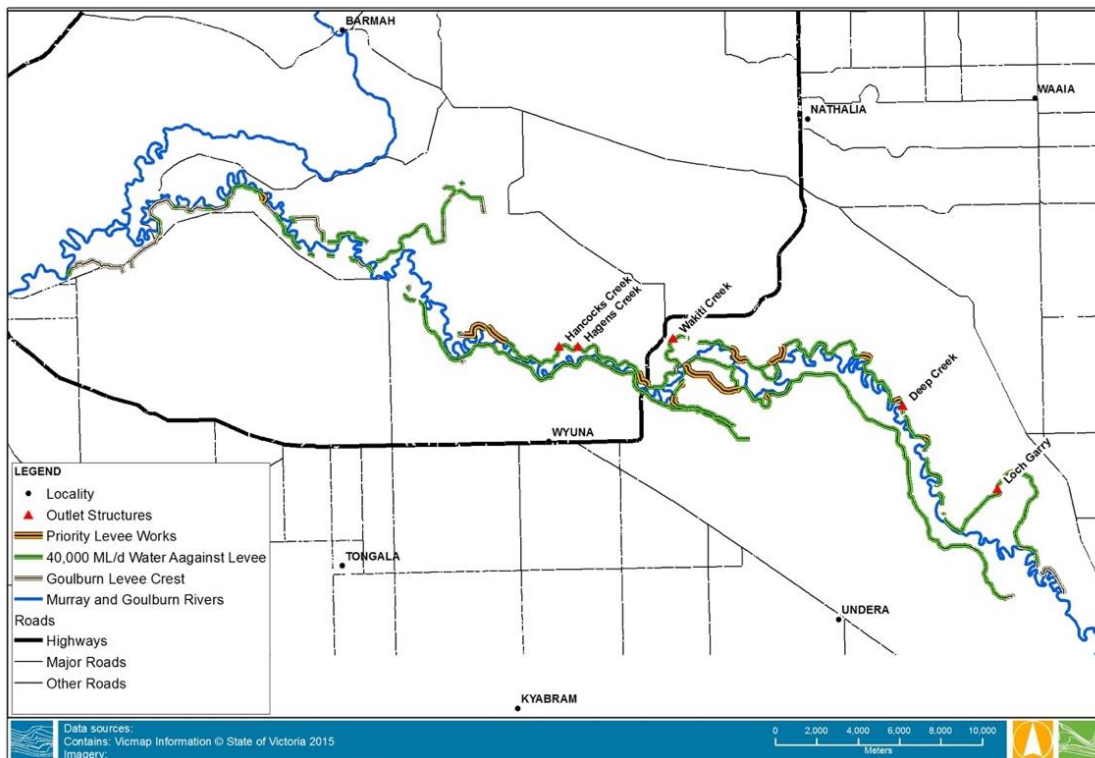 BARMAH
WAAIA
NATHALIA
Hancocks Creek
Hagens Creek
Wakiti Creek
Deep Creek
Loch Garry
WYUNA
TONGALA
UNDERA
KYABRAM
LEGEND
Locality
Outlet Structures
Priority Levee Works
40,000 ML/d Water Aagainst Levee
Goulburn Levee Crest
Murray and Goulburn Rivers
Roads
Highways
Major Roads
Other Roads
Data sources:
Contains: Vicmap Information © State of Victoria 2015
Imagery:
0 2,000 4,000 6,000 8,000 10,000
Meters